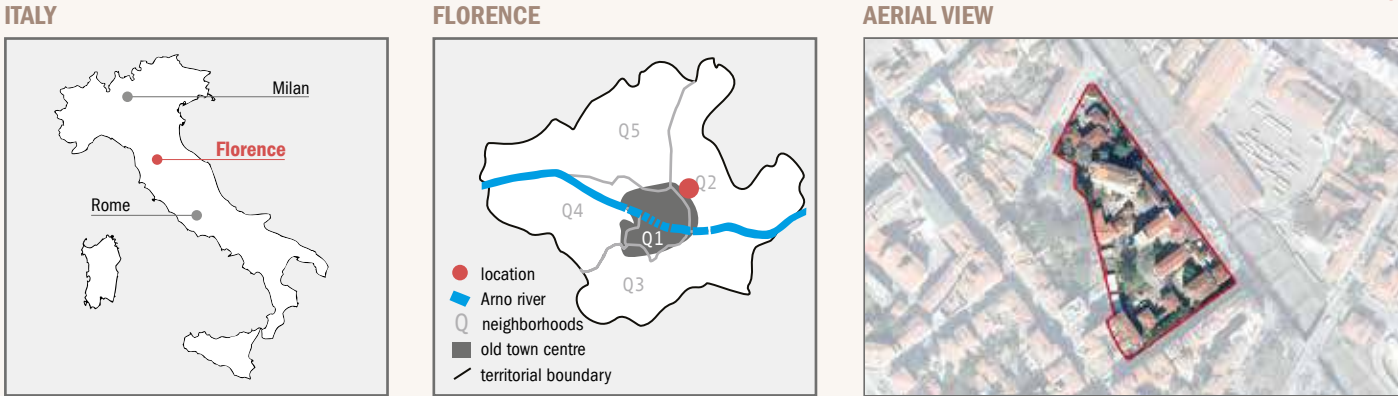 ITALY
Milan
Florence
Rome
FLORENCE
Q5
Q2
Q4
Q1
Q3
location
Arno river
Q neighborhoods
old town centre
territorial boundary
AERIAL VIEW